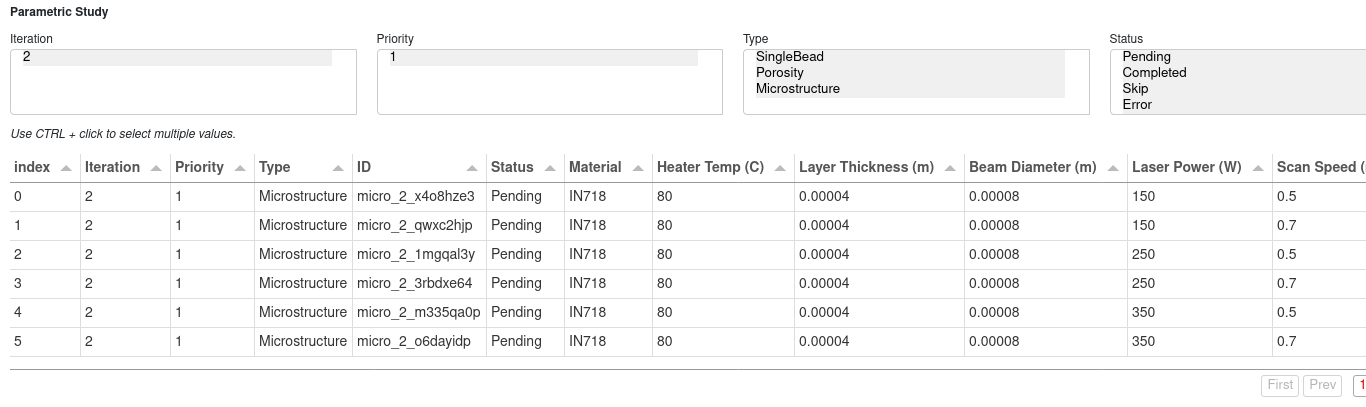 Parametric Study
Iteration Priority Type Status
2 1 SingleBead Pending
Porosity Completed
Microstructure Skip
Error
Use CTRL + click to select multiple values.
index Iteration Priority Type ID Status Material Heater Temp (C) Layer Thickness (m) Beam Diameter (m) Laser Power (W) Scan Speed (
0 2 1 Microstructure micro_2_x4o8hze3 Pending IN718 80 0.00004 0.00008 150 0.5
1 2 1 Microstructure micro_2_qwxc2hjp Pending IN718 80 0.00004 0.00008 150 0.7
2 2 1 Microstructure micro_2_1mgqal3y Pending IN718 80 0.00004 0.00008 250 0.5
3 2 1 Microstructure micro_2_3rbdxe64 Pending IN718 80 0.00004 0.00008 250 0.7
4 2 1 Microstructure micro_2_m335qa0p Pending IN718 80 0.00004 0.00008 350 0.5
5 2 1 Microstructure micro_2_o6dayidp Pending IN718 80 0.00004 0.00008 350 0.7
First Prev 1